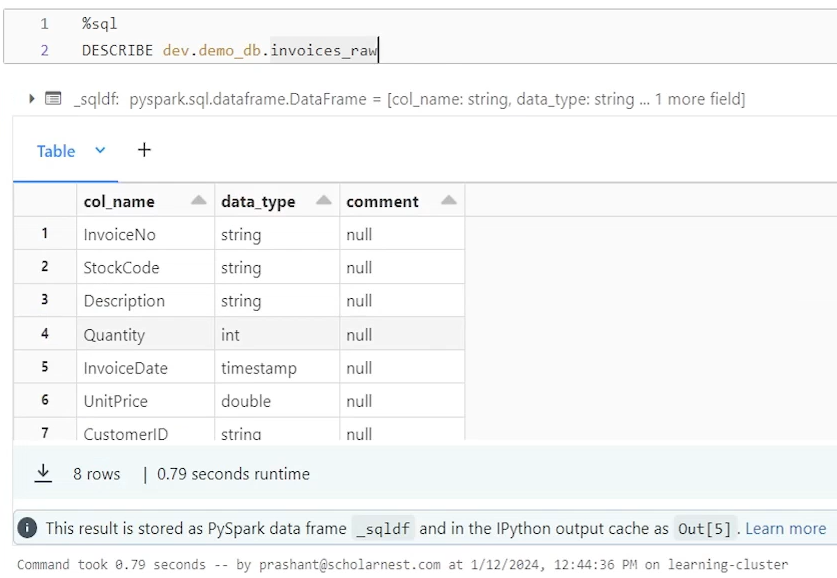 1 %sql
2 DESCRIBE dev.demo_db.invoices_raw
_sqldf: pyspark.sql.dataframe.DataFrame = [col_name: string, data_type: string ... 1 more field]
Table +
col_name data_type comment
1 InvoiceNo string null
2 StockCode string null
3 Description string null
4 Quantity int null
5 InvoiceDate timestamp null
6 UnitPrice double null
7 CustomerID string null
8 rows | 0.79 seconds runtime
This result is stored as PySpark data frame _sqldf and in the IPython output cache as Out[5]. Learn more
Command took 0.79 seconds -- by prashant@scholarnest.com at 1/12/2024, 12:44:36 PM on learning-cluster